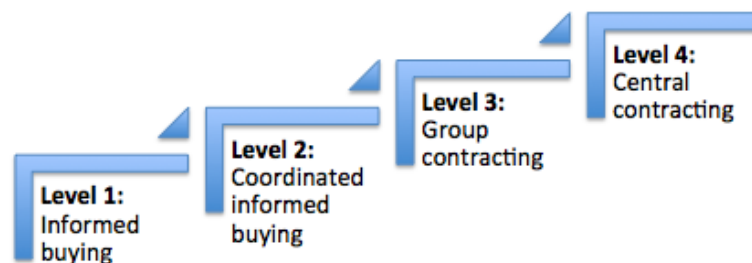 Level 1:
Informed
buying
Level 2:
Coordinated
informed
buying
Level 3:
Group
contracting
Level 4:
Central
contracting